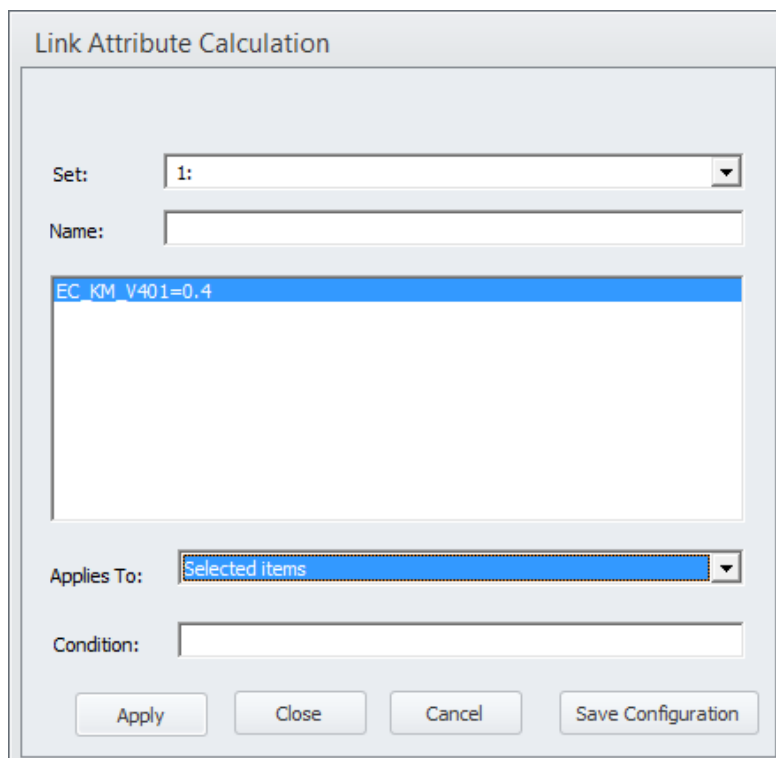 Link Attribute Calculation
Set: 1:
Name:
EC_KM_V401=0.4
Applies To: Selected items
Condition:
Apply Close Cancel Save Configuration